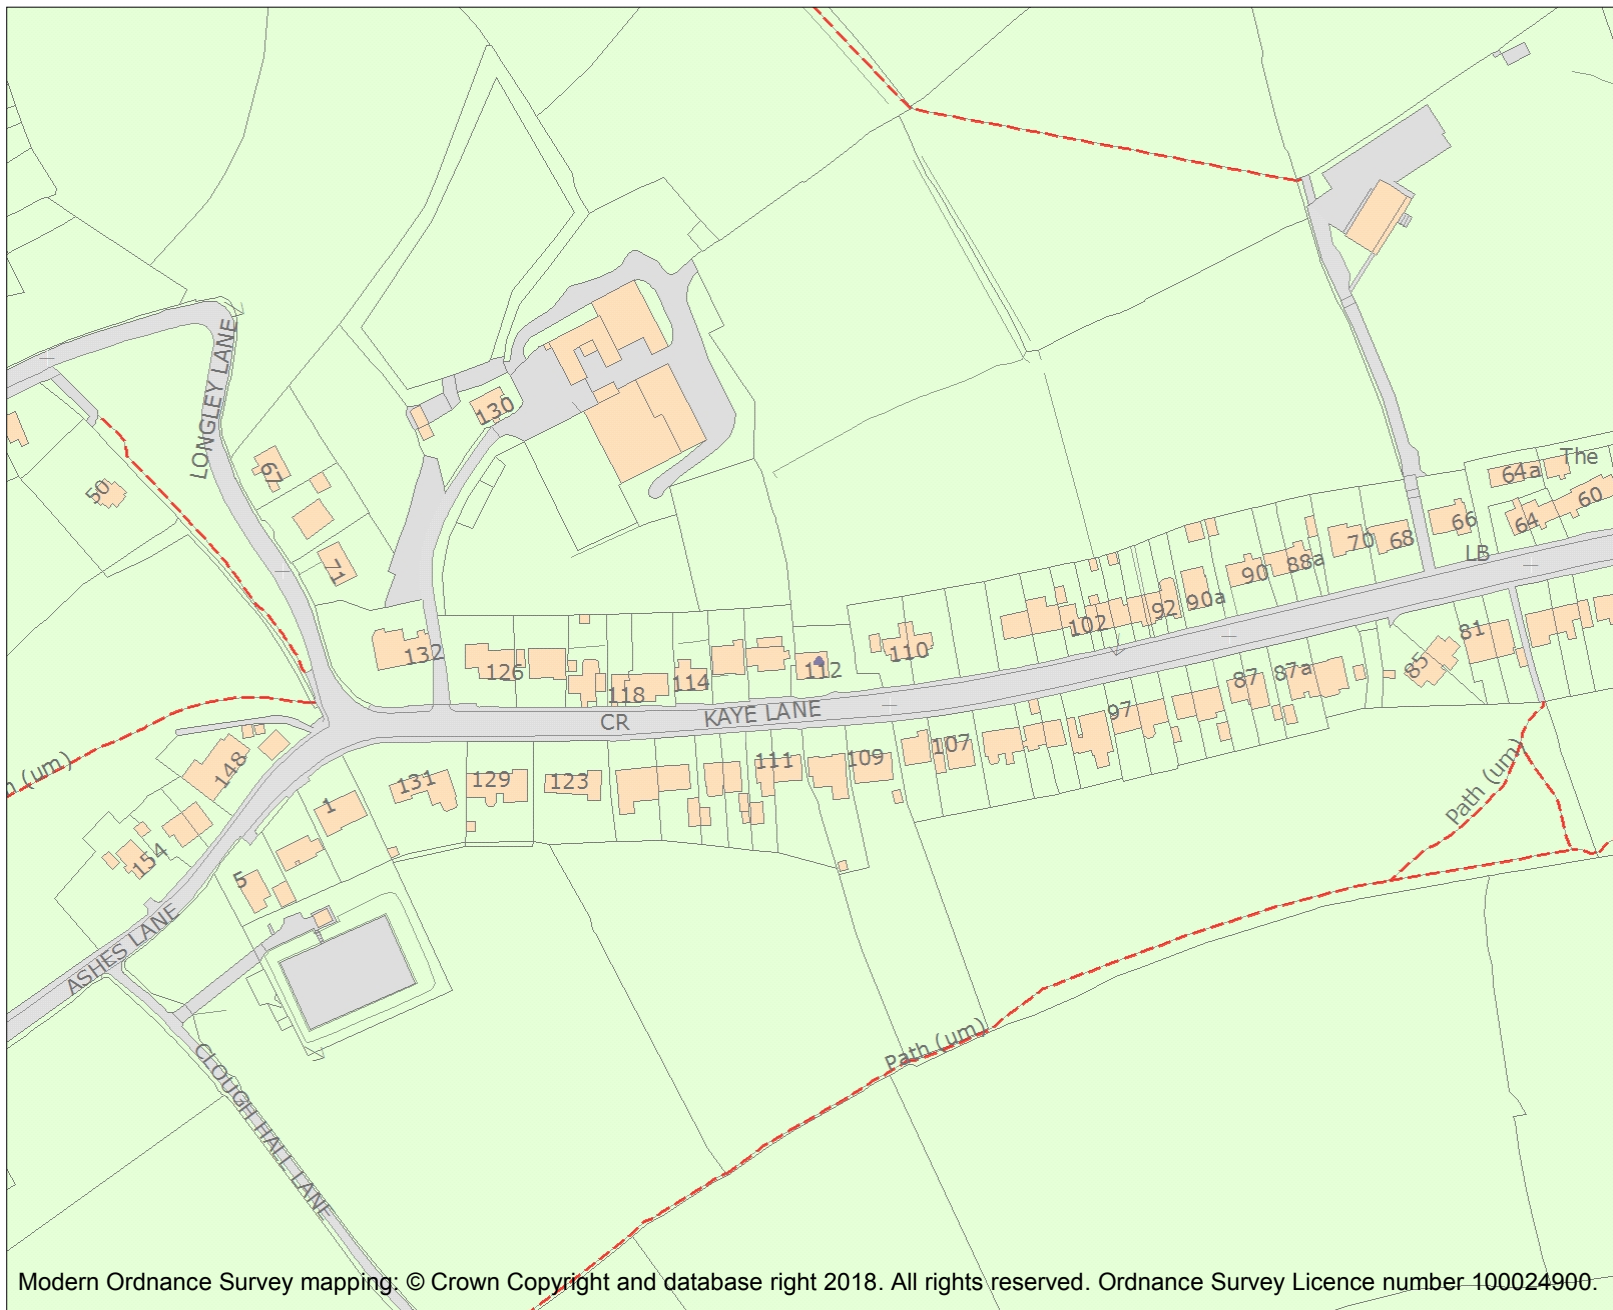 LONGLEY LANE
130
67
50
71
64a
The
60
64
66
LB
68
70
88a
90
90a
92
102
110
112
114
118
126
132
81
85
87a
87
97
CR
KAYE LANE
107
109
111
123
129
131
1
148
154
5
(um)
Path (um)
Path (um)
ASHES LANE
CLOUGH HALL LANE
Modern Ordnance Survey mapping: © Crown Copyright and database right 2018. All rights reserved. Ordnance Survey Licence number 100024900.